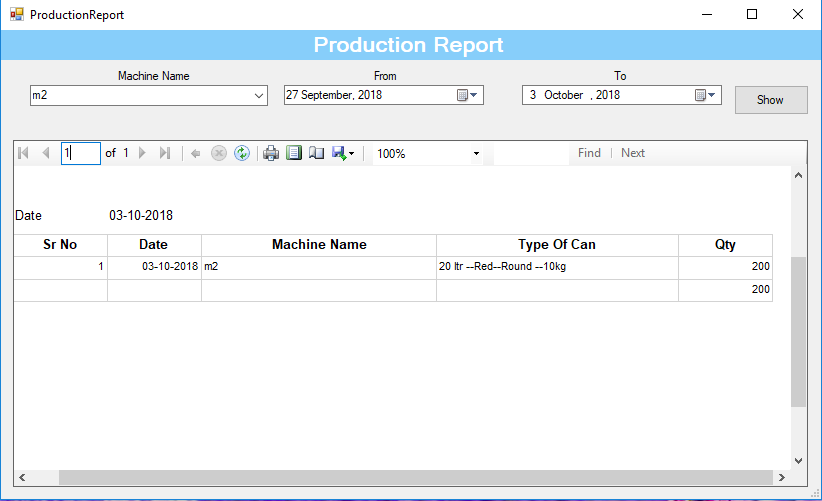 ProductionReport
Production Report
Machine Name From To
m2 27 September, 2018 3 October , 2018 Show
1 of 1 100% Find | Next
Date 03-10-2018
Sr No Date Machine Name Type Of Can Qty
1 03-10-2018 m2 20 ltr --Red--Round --10kg 200
200